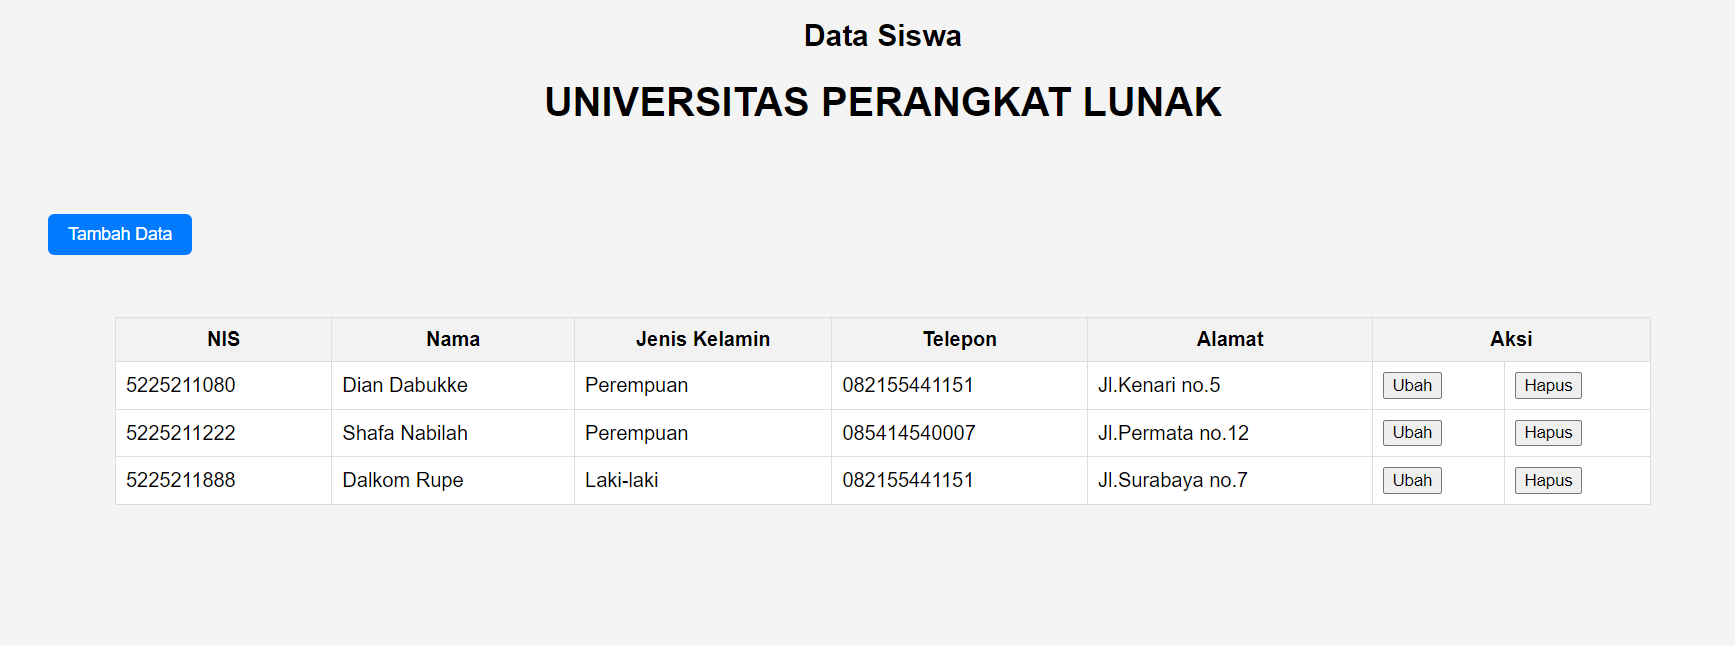 Data Siswa
UNIVERSITAS PERANGKAT LUNAK
Tambah Data
NIS Nama Jenis Kelamin Telepon Alamat Aksi
5225211080 Dian Dabukke Perempuan 082155441151 Jl.Kenari no.5 Ubah Hapus
5225211222 Shafa Nabilah Perempuan 085414540007 Jl.Permata no.12 Ubah Hapus
5225211888 Dalkom Rupe Laki-laki 082155441151 Jl.Surabaya no.7 Ubah Hapus